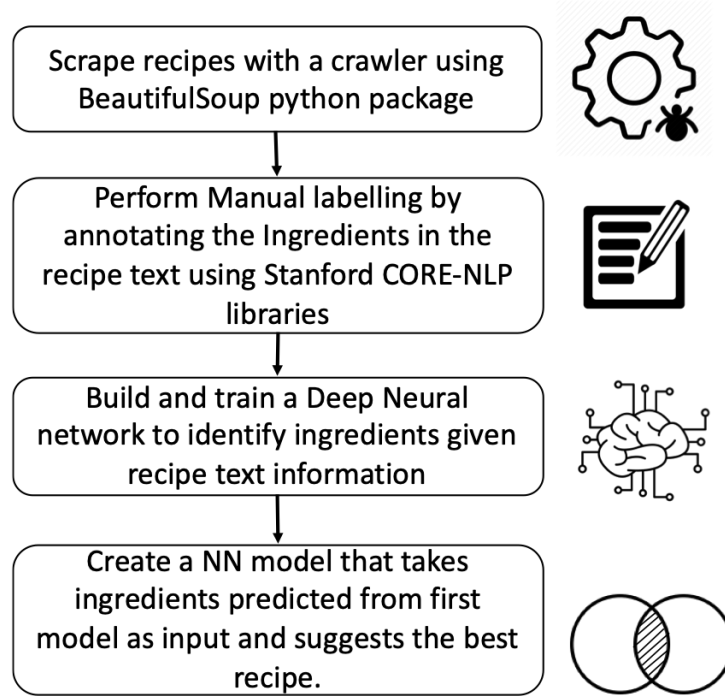 Scrape recipes with a crawler using
BeautifulSoup python package
Perform Manual labelling by
annotating the Ingredients in the
recipe text using Stanford CORE-NLP
libraries
Build and train a Deep Neural
network to identify ingredients given
recipe text information
Create a NN model that takes
ingredients predicted from first
model as input and suggests the best
recipe.